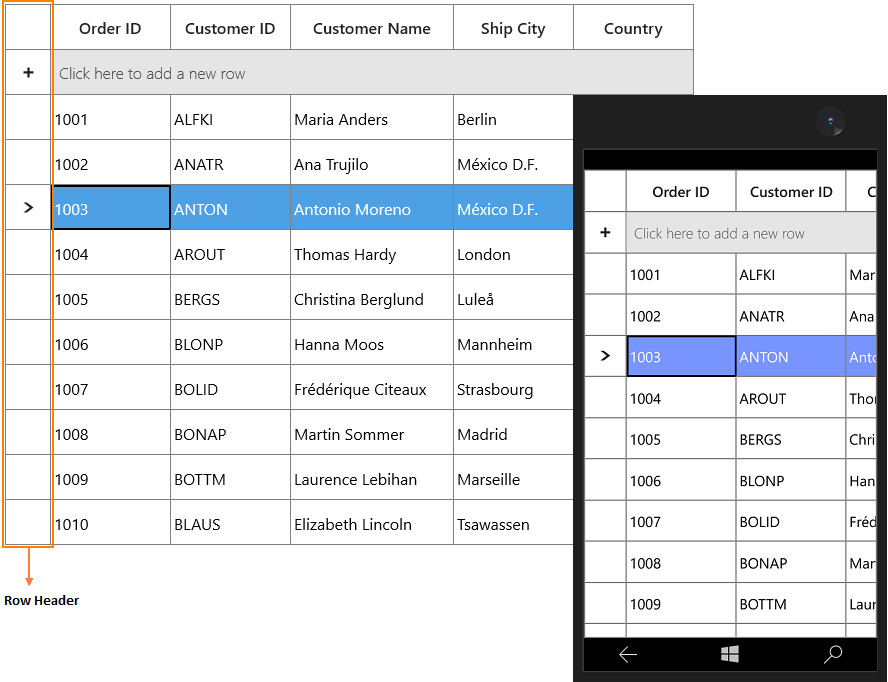 Order ID Customer ID Customer Name Ship City Country
+ Click here to add a new row
1001 ALFKI Maria Anders Berlin
1002 ANATR Ana Trujilo México D.F.
> 1003 ANTON Antonio Moreno México D.F.
1004 AROUT Thomas Hardy London
1005 BERGS Christina Berglund Luleå
1006 BLONP Hanna Moos Mannheim
1007 BOLID Frédérique Citeaux Strasbourg
1008 BONAP Martin Sommer Madrid
1009 BOTTM Laurence Lebihan Marseille
1010 BLAUS Elizabeth Lincoln Tsawassen
Row Header
Order ID Customer ID C
+ Click here to add a new row
1001 ALFKI Mar
1002 ANATR Ana
> 1003 ANTON Anto
1004 AROUT Thor
1005 BERGS Chri
1006 BLONP Han
1007 BOLID Fréd
1008 BONAP Mar
1009 BOTTM Laur